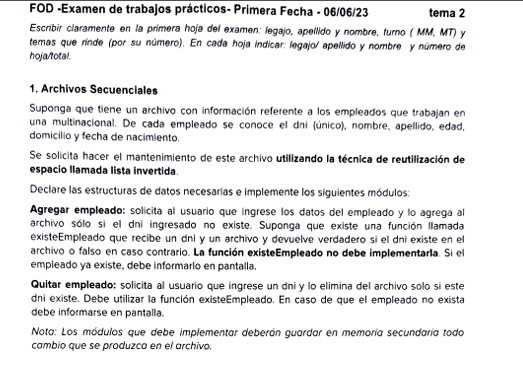 FOD -Examen de trabajos prácticos- Primera Fecha - 06/06/23 tema 2
Escribir claramente en la primera hoja del examen: legajo, apellido y nombre, turno ( MM, MT) y
temas que rinde (por su número). En cada hoja indicar: legajo/ apellido y nombre y número de
hoja/total.
1. Archivos Secuenciales
Suponga que tiene un archivo con información referente a los empleados que trabajan en
una multinacional. De cada empleado se conoce el dni (único), nombre, apellido, edad,
domicilio y fecha de nacimiento.
Se solicita hacer el mantenimiento de este archivo utilizando la técnica de reutilización de
espacio llamada lista invertida.
Declare las estructuras de datos necesarias e implemente los siguientes módulos:
Agregar empleado: solicita al usuario que ingrese los datos del empleado y lo agrega al
archivo sólo si el dni ingresado no existe. Suponga que existe una función llamada
existeEmpleado que recibe un dni y un archivo y devuelve verdadero si el dni existe en el
archivo o falso en caso contrario. La función existeEmpleado no debe implementarla. Si el
empleado ya existe, debe informarlo en pantalla.
Quitar empleado: solicita al usuario que ingrese un dni y lo elimina del archivo solo si este
dni existe. Debe utilizar la función existeEmpleado. En caso de que el empleado no exista
debe informarse en pantalla.
Nota: Los módulos que debe implementar deberán guardar en memoria secundaria todo
cambio que se produzca en el archivo.